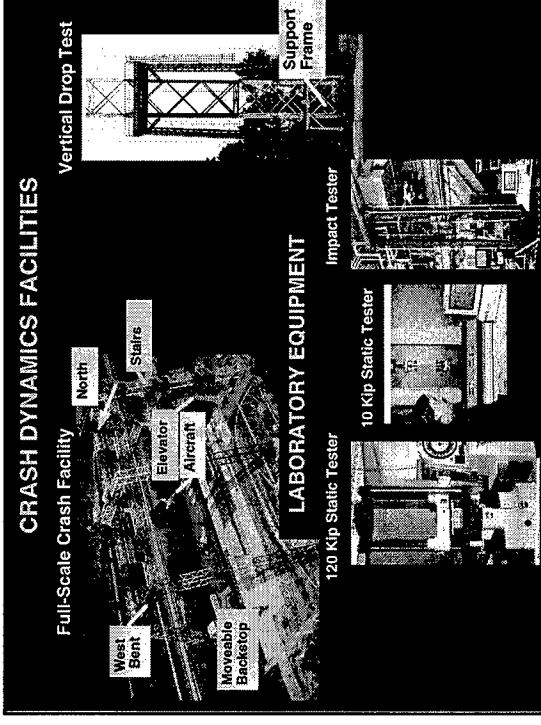 CRASH DYNAMICS FACILITIES
Full-Scale Crash Facility
Vertical Drop Test
North
Stairs
West
Bent
Elevator
Aircraft
Moveable
Backstop
Support
Frame
LABORATORY EQUIPMENT
120 Kip Static Tester
10 Kip Static Tester
Impact Tester